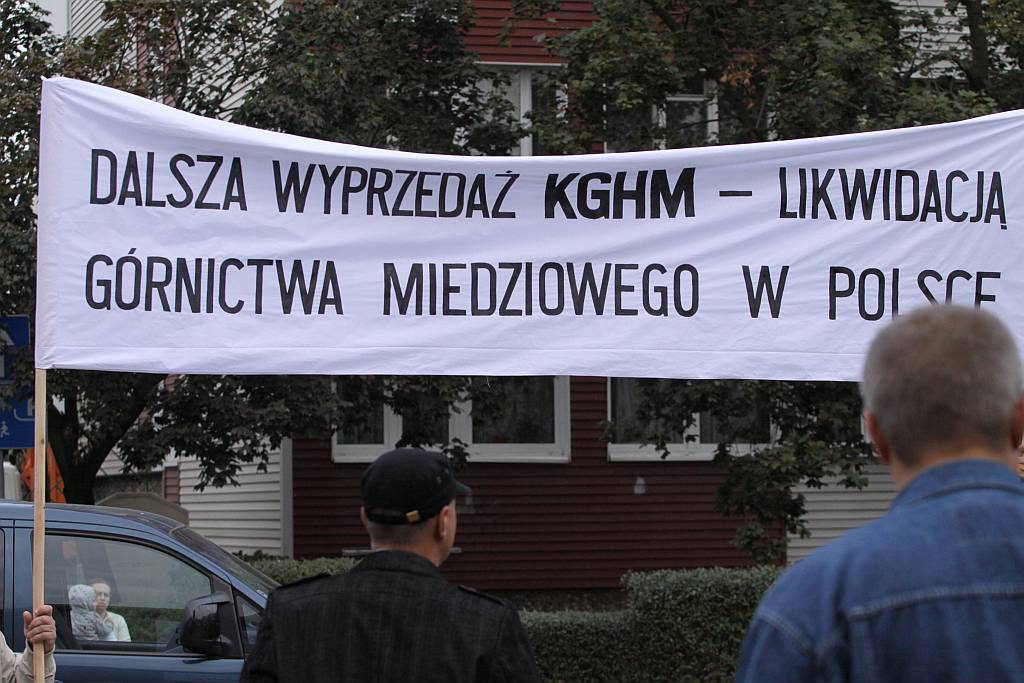 DALSZA WYPRZEDAŻ KGHM – LIKWIDACJĄ
GÓRNICTWA MIEDZIOWEGO W POLSCE